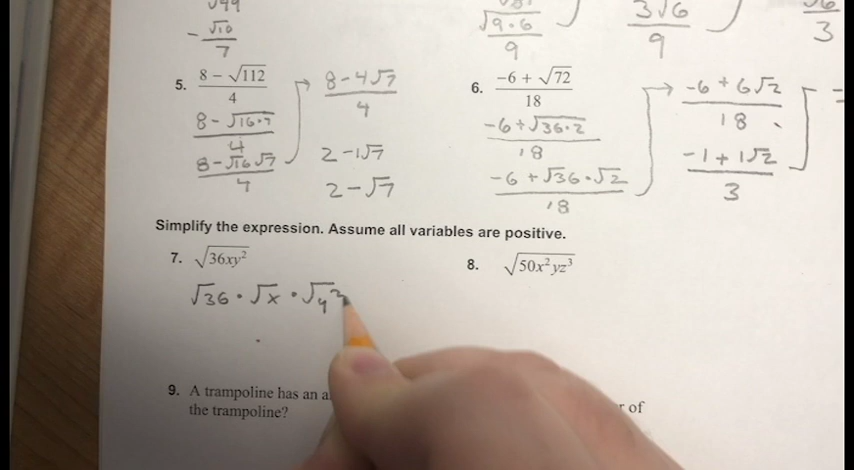 - √10
7
√9·6
9
3√6
9
3
5. 8 − √112
4
8 - √16·7
4
8-√16 √7
4
8-4√7
4
2-1√7
2-√7
6. −6 + √72
18
-6+√36·2
18
-6 + √36·√2
18
-6 + 6√2
18
-1 + 1√2
3
Simplify the expression. Assume all variables are positive.
7. √36xy²
√36 · √x · √y²
8. √50x²yz³
9. A trampoline has an a
of
the trampoline?